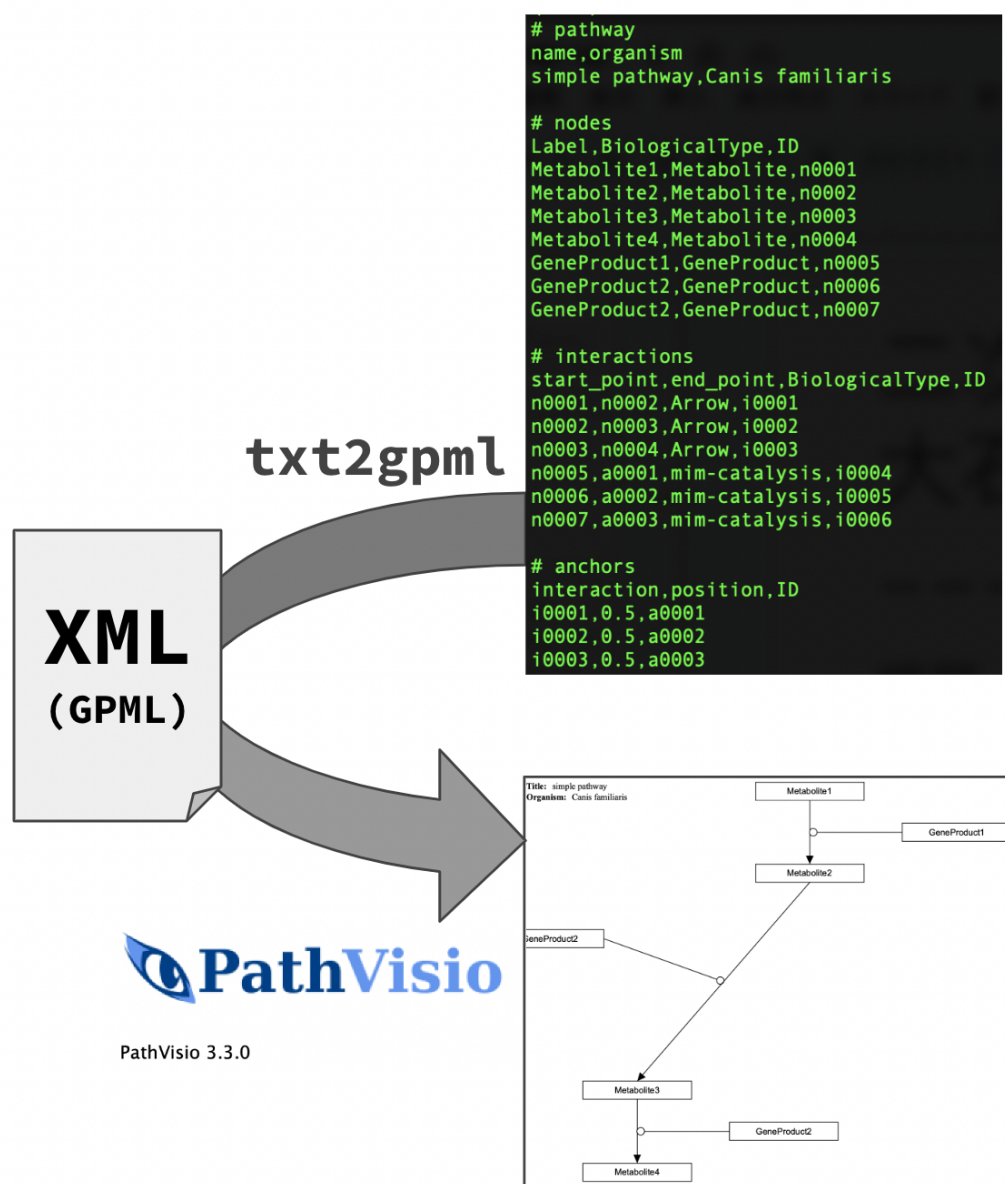 # pathway
name,organism
simple pathway,Canis familiaris
# nodes
Label,BiologicalType,ID
Metabolite1,Metabolite,n0001
Metabolite2,Metabolite,n0002
Metabolite3,Metabolite,n0003
Metabolite4,Metabolite,n0004
GeneProduct1,GeneProduct,n0005
GeneProduct2,GeneProduct,n0006
GeneProduct2,GeneProduct,n0007
# interactions
start_point,end_point,BiologicalType,ID
n0001,n0002,Arrow,i0001
n0002,n0003,Arrow,i0002
n0003,n0004,Arrow,i0003
n0005,a0001,mim-catalysis,i0004
n0006,a0002,mim-catalysis,i0005
n0007,a0003,mim-catalysis,i0006
# anchors
interaction,position,ID
i0001,0.5,a0001
i0002,0.5,a0002
i0003,0.5,a0003
txt2gpml
XML
(GPML)
PathVisio
PathVisio 3.3.0
Title: simple pathway
Organism: Canis familiaris
Metabolite1
GeneProduct1
Metabolite2
GeneProduct2
Metabolite3
GeneProduct2
Metabolite4